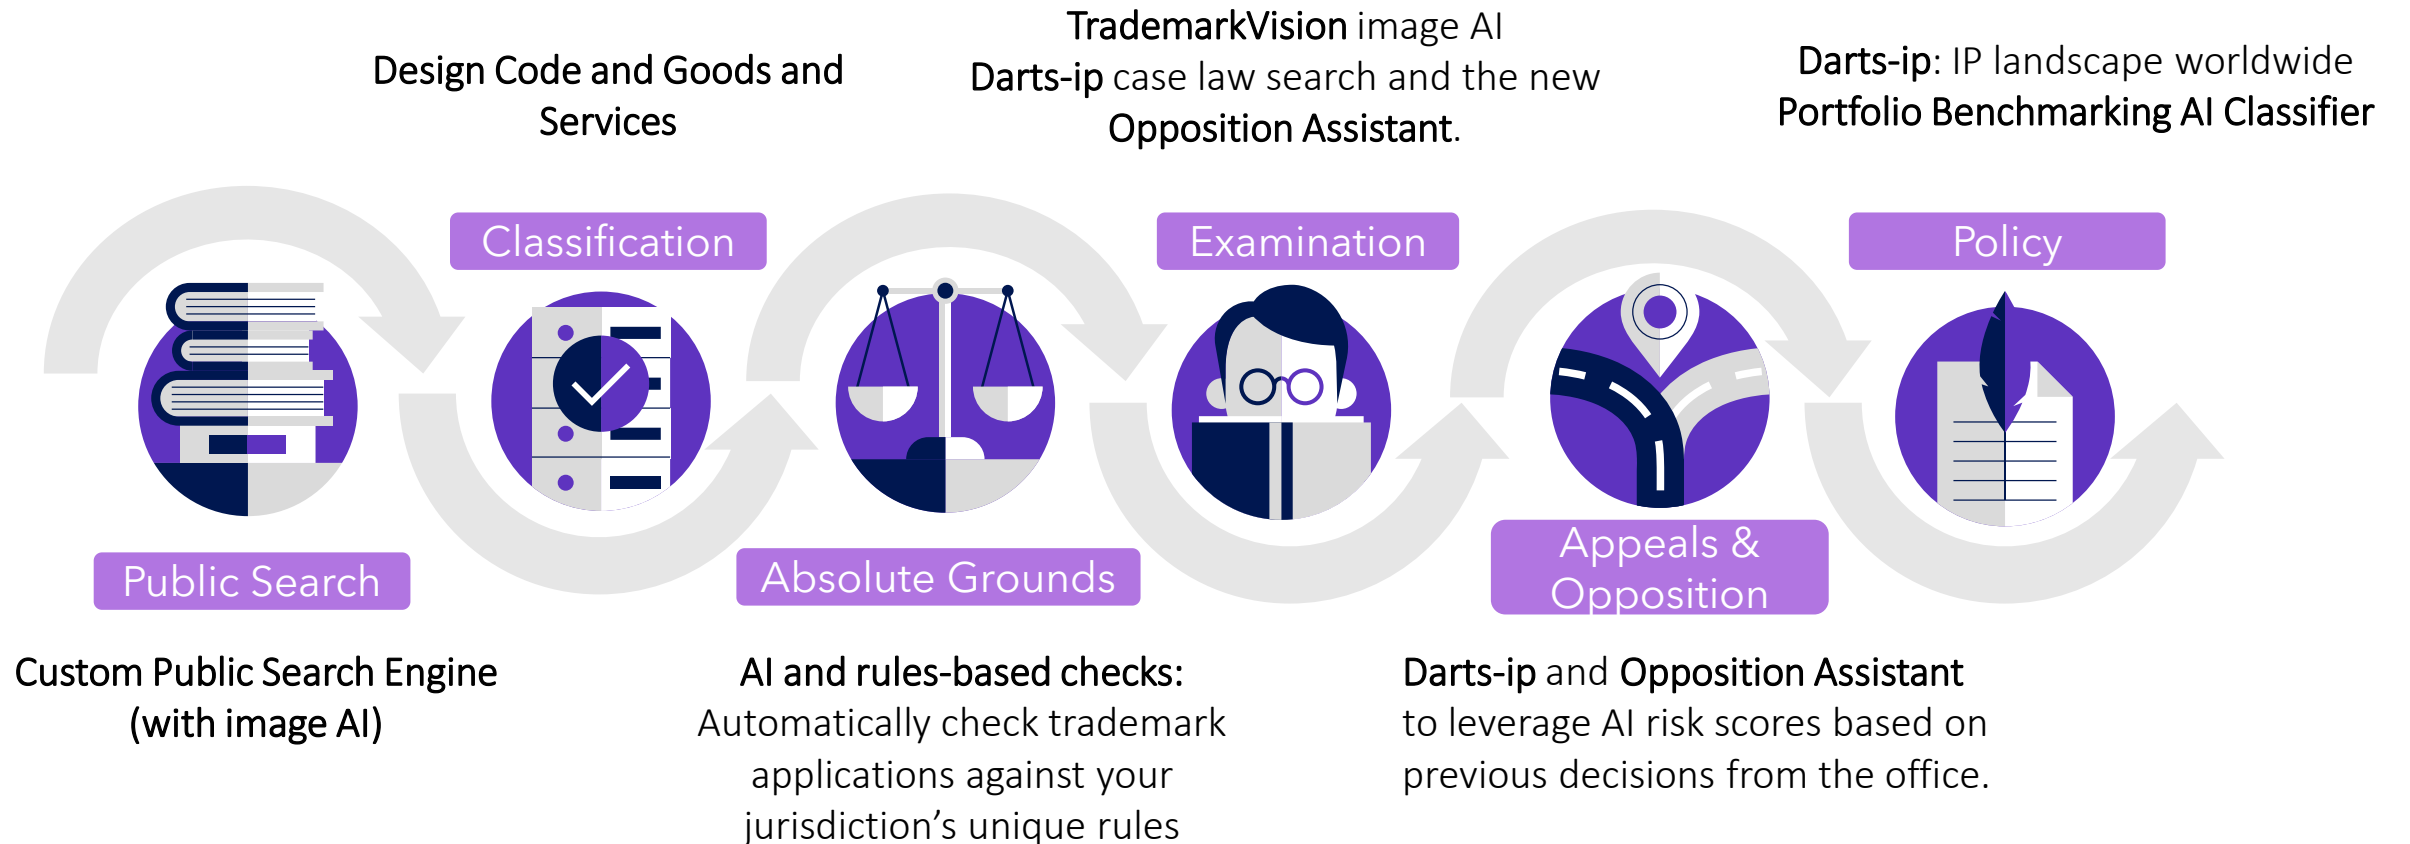 TrademarkVision image AI
Darts-ip case law search and the new
Opposition Assistant.
Design Code and Goods and
Services
Darts-ip: IP landscape worldwide
Portfolio Benchmarking AI Classifier
Classification
Examination
Policy
Public Search
Absolute Grounds
Appeals &
Opposition
Custom Public Search Engine
(with image AI)
AI and rules-based checks:
Automatically check trademark
applications against your
jurisdiction’s unique rules
Darts-ip and Opposition Assistant
to leverage AI risk scores based on
previous decisions from the office.